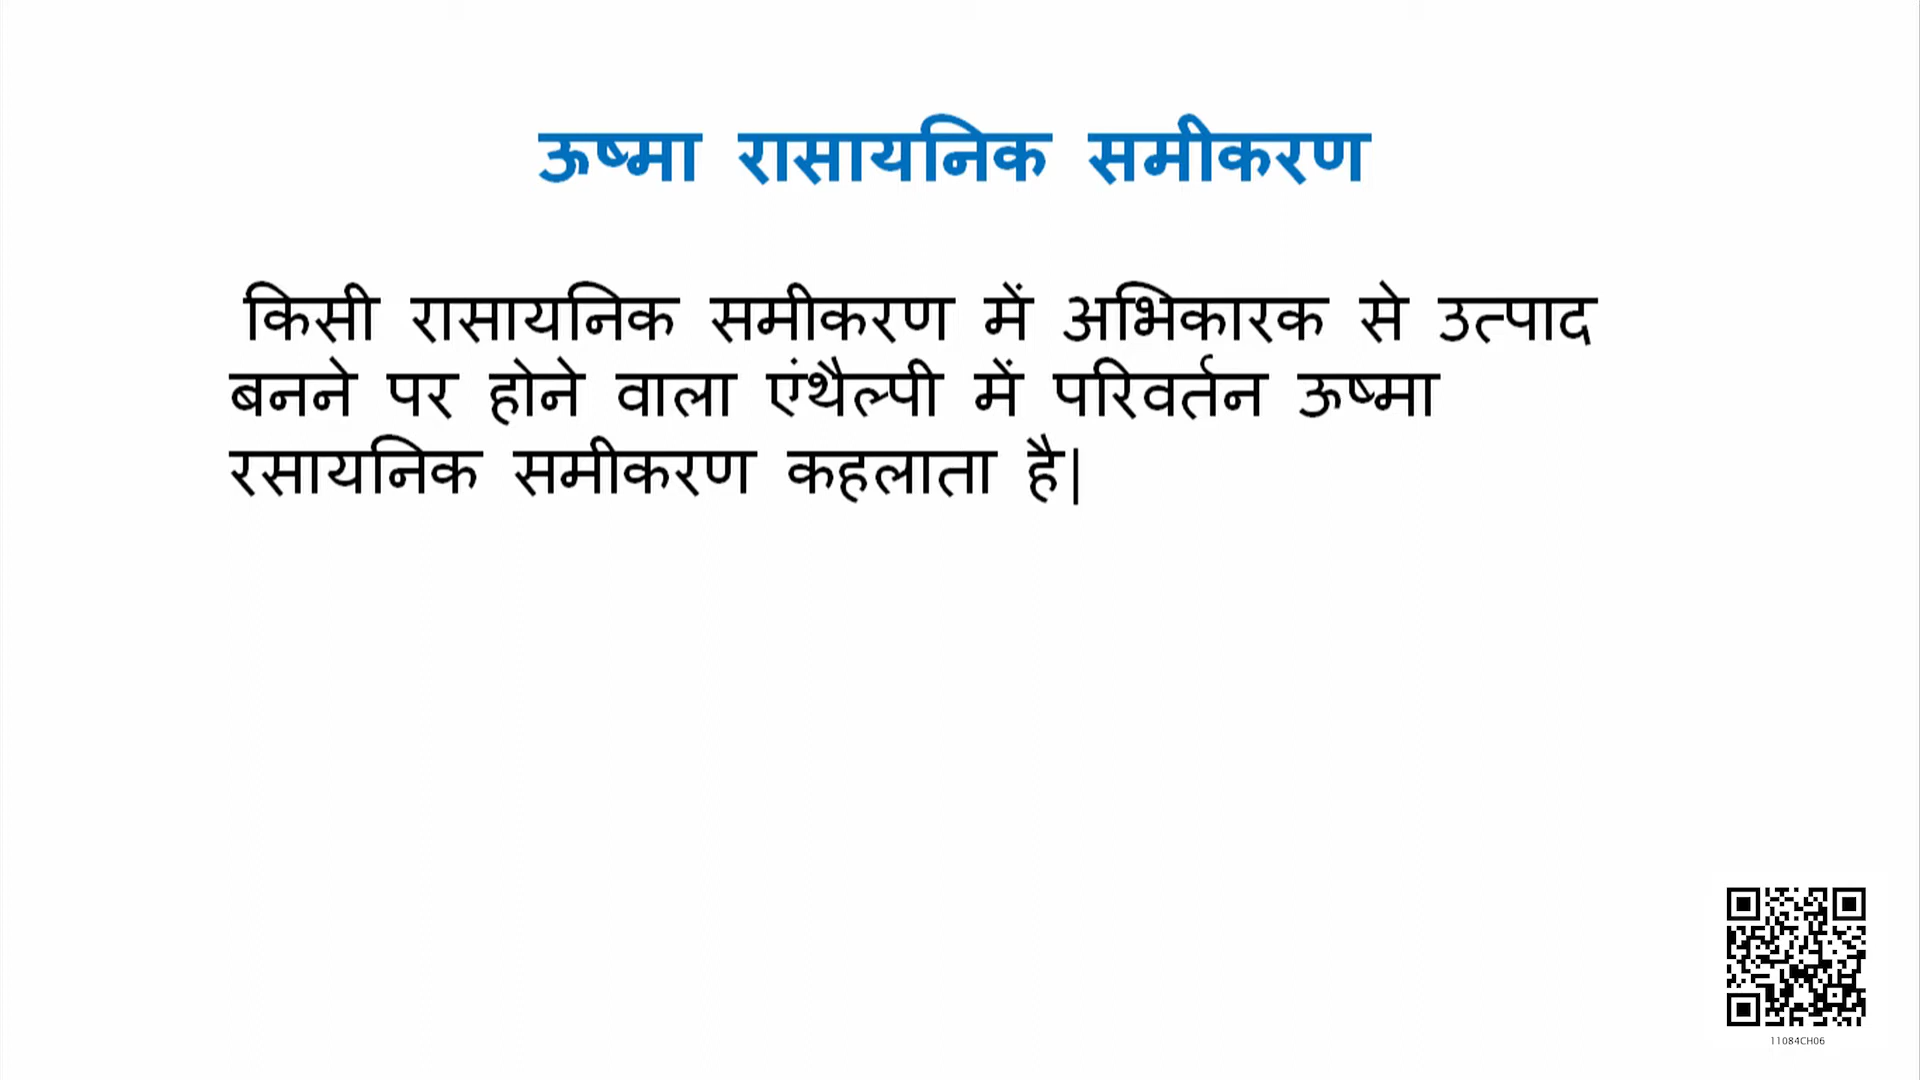 ऊष्मा रासायनिक समीकरण
किसी रासायनिक समीकरण में अभिकारक से उत्पाद
बनने पर होने वाला एंथैल्पी में परिवर्तन ऊष्मा
रसायनिक समीकरण कहलाता है|
11084CH06